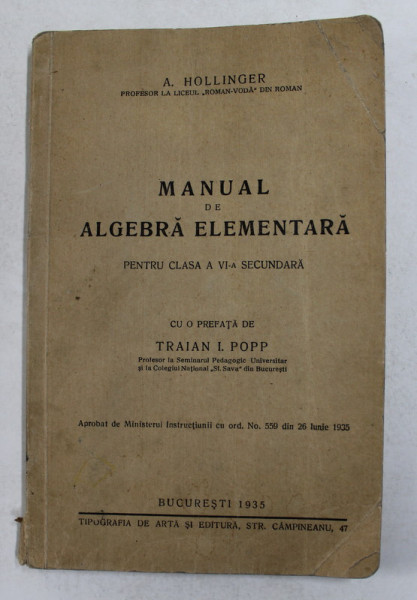 A. HOLLINGER
PROFESOR LA LICEUL „ROMAN-VODĂ" DIN ROMAN
MANUAL
DE
ALGEBRĂ ELEMENTARĂ
PENTRU CLASA A VI-A SECUNDARĂ
CU O PREFAȚĂ DE
TRAIAN I. POPP
Profesor la Seminarul Pedagogic Universitar
și la Colegiul Național „Sf. Sava" din București
Aprobat de Ministerul Instrucțiunii cu ord. No. 559 din 26 Iunie 1935
BUCUREȘTI 1935
TIPOGRAFIA DE ARTĂ ȘI EDITURĂ, STR. CÂMPINEANU, 47